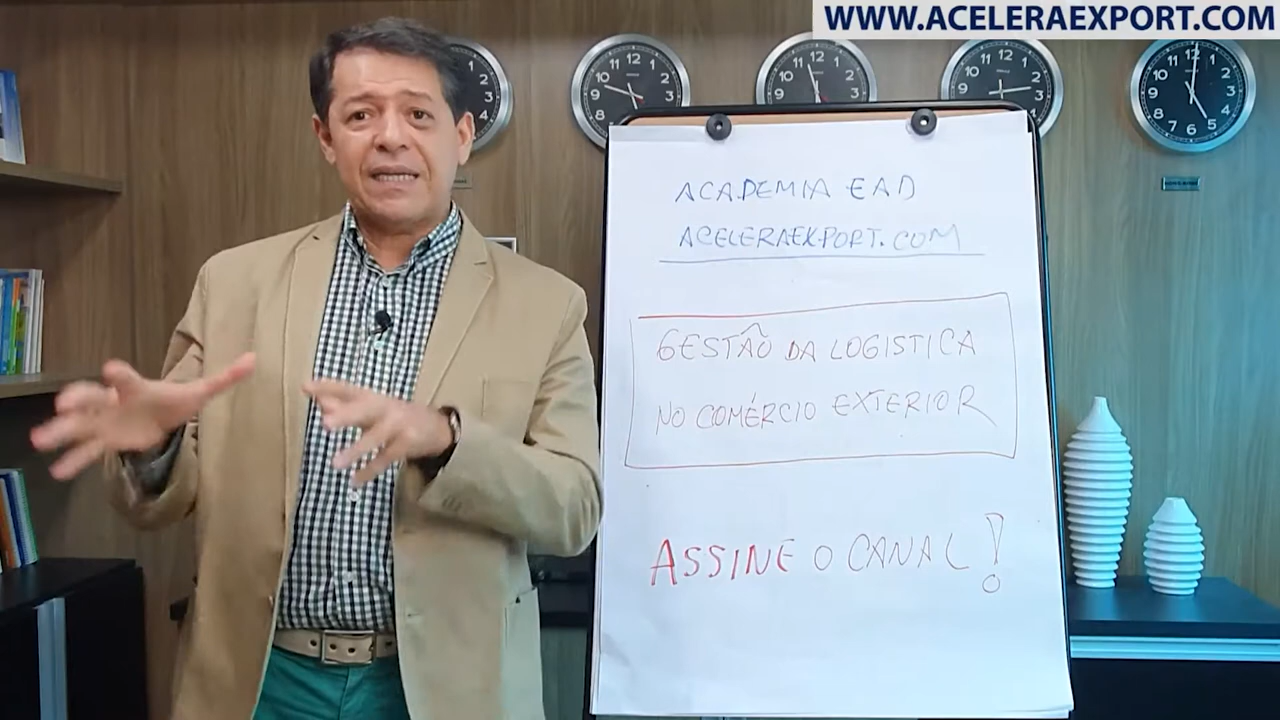 WWW.ACELERAEXPORT.COM
ACADEMIA EAD
ACELERAEXPORT.COM
GESTÃO DA LOGISTICA
NO COMÉRCIO EXTERIOR
ASSINE O CANAL!